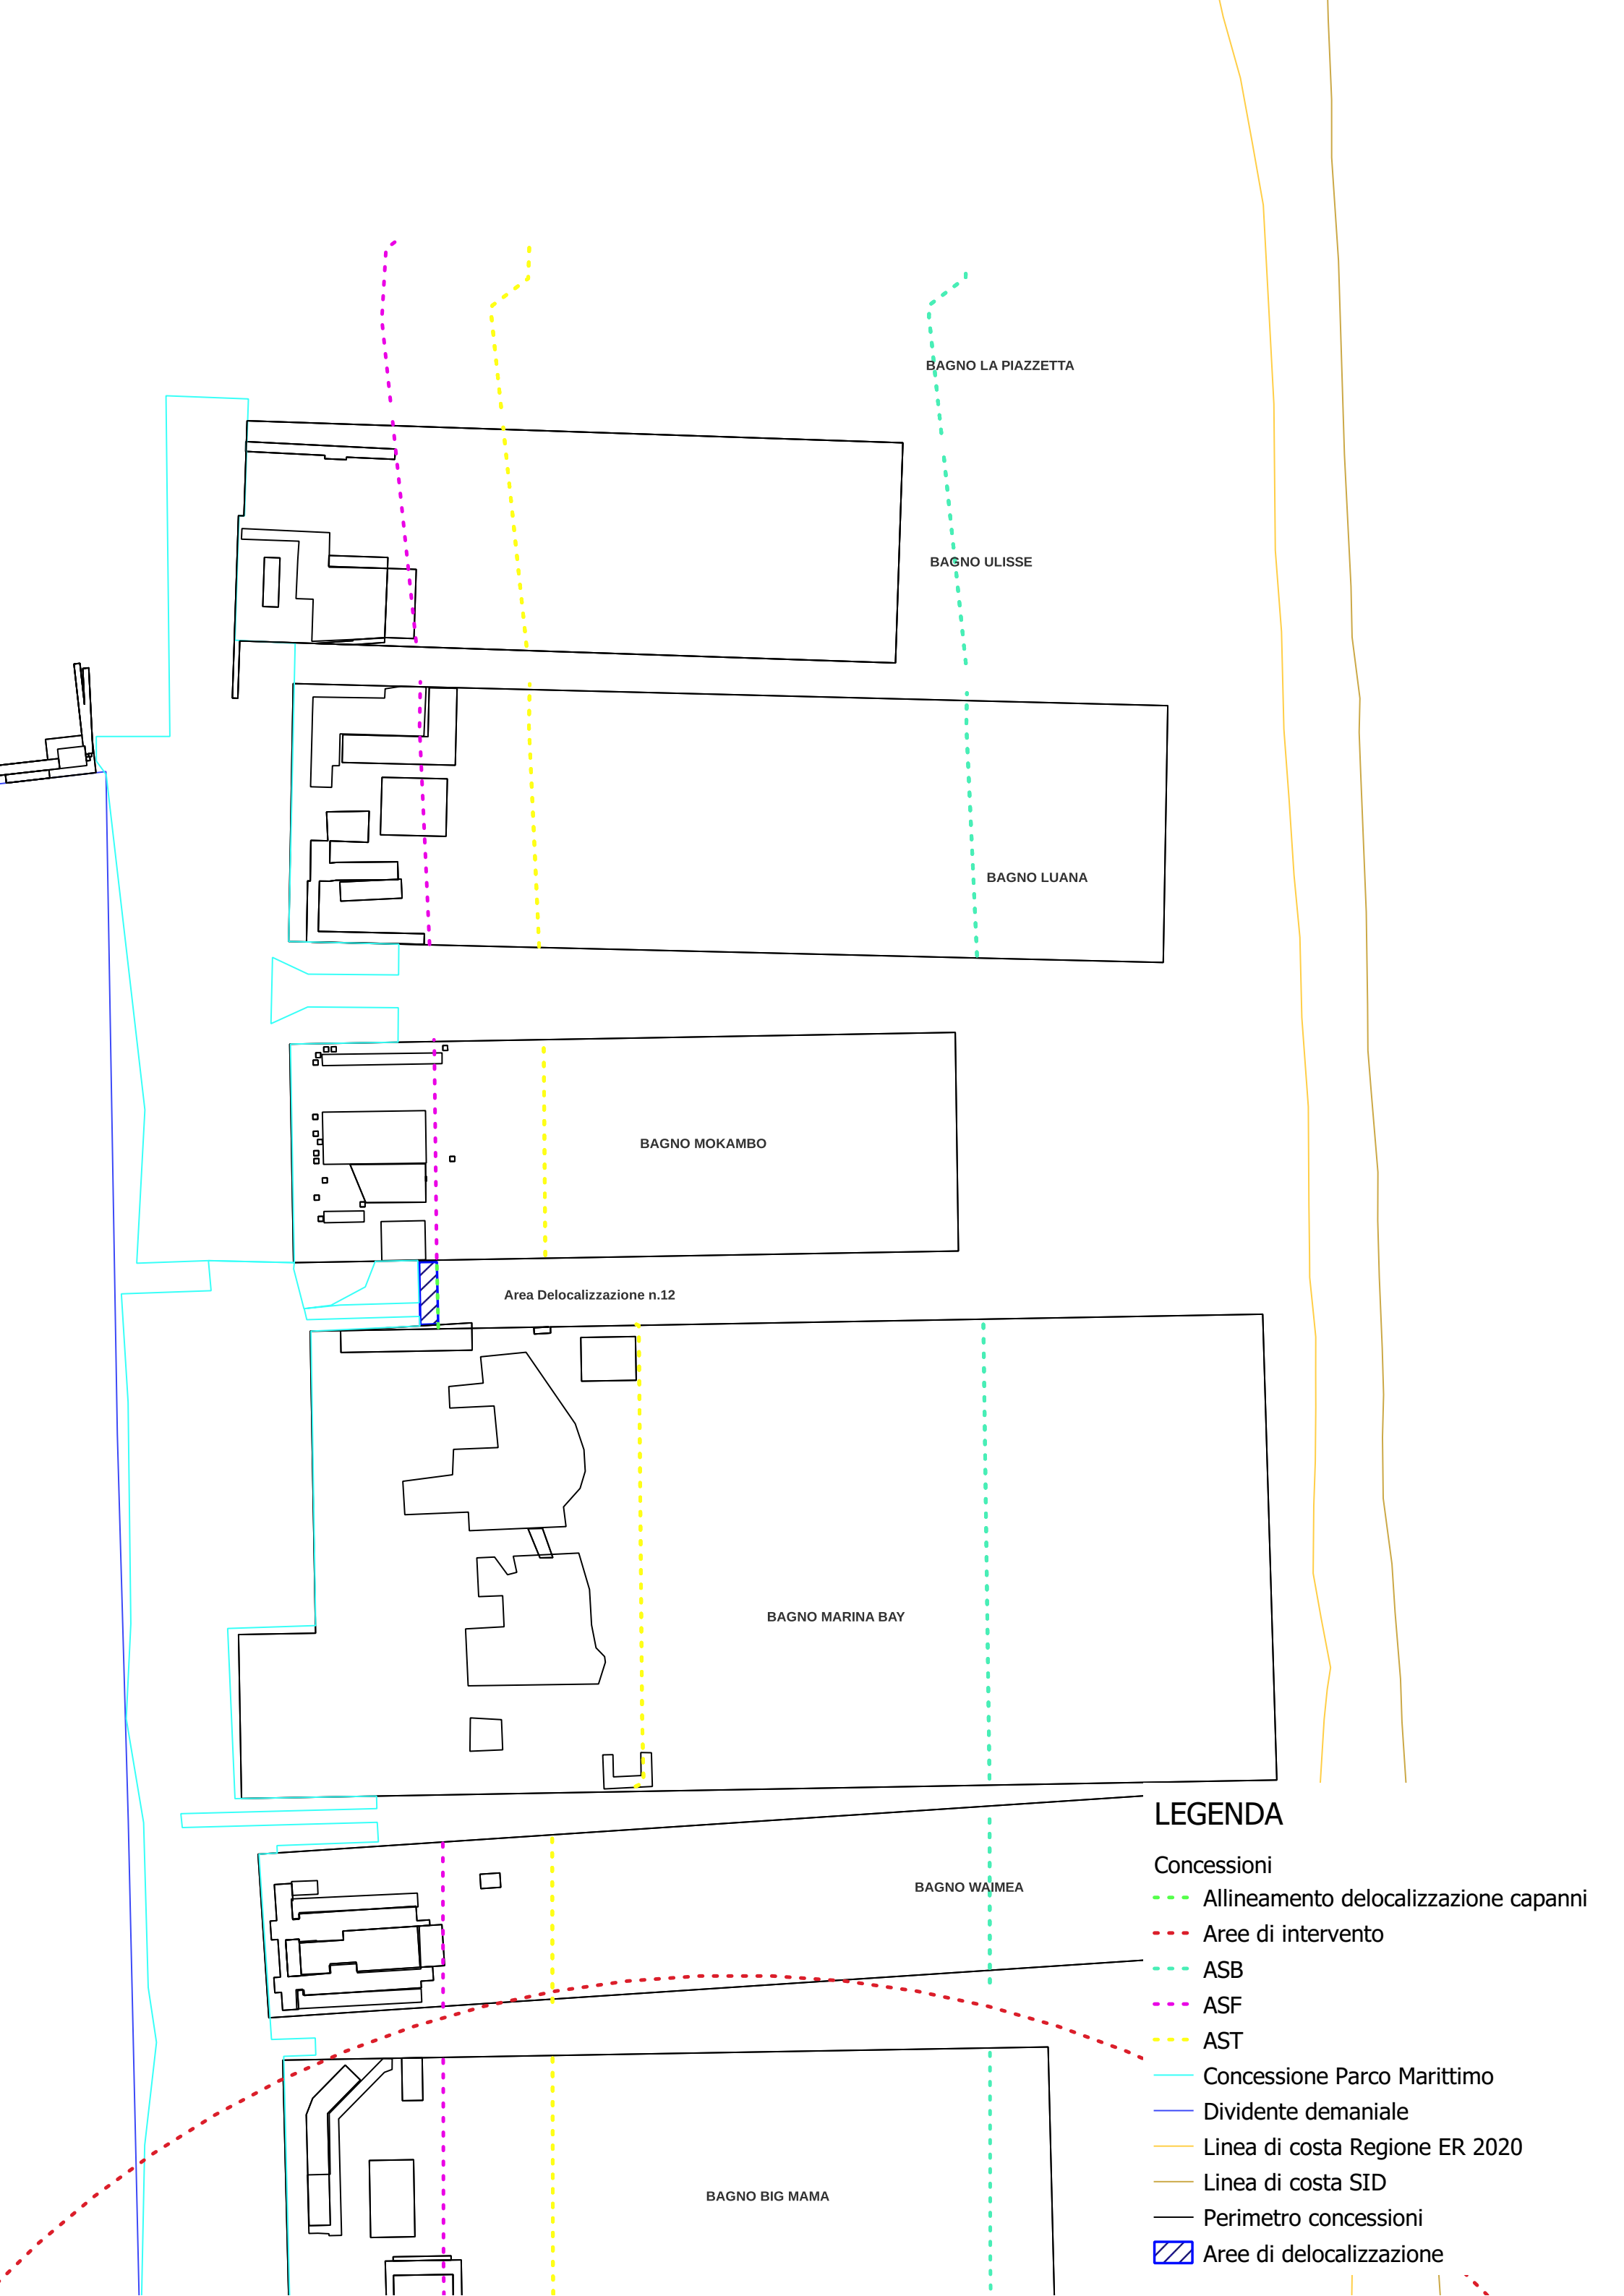 BAGNO LA PIAZZETTA
BAGNO ULISSE
BAGNO LUANA
BAGNO MOKAMBO
Area Delocalizzazione n.12
BAGNO MARINA BAY
BAGNO WAIMEA
BAGNO BIG MAMA
LEGENDA
Concessioni
Allineamento delocalizzazione capanni
Aree di intervento
ASB
ASF
AST
Concessione Parco Marittimo
Dividente demaniale
Linea di costa Regione ER 2020
Linea di costa SID
Perimetro concessioni
Aree di delocalizzazione